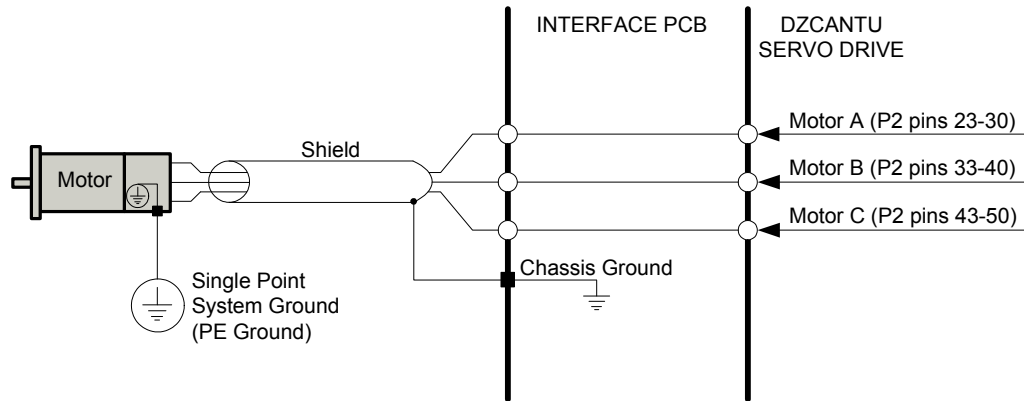 INTERFACE PCB
DZCANTU
SERVO DRIVE
Motor A (P2 pins 23-30)
Shield
Motor
Motor B (P2 pins 33-40)
Motor C (P2 pins 43-50)
Chassis Ground
Single Point
System Ground
(PE Ground)